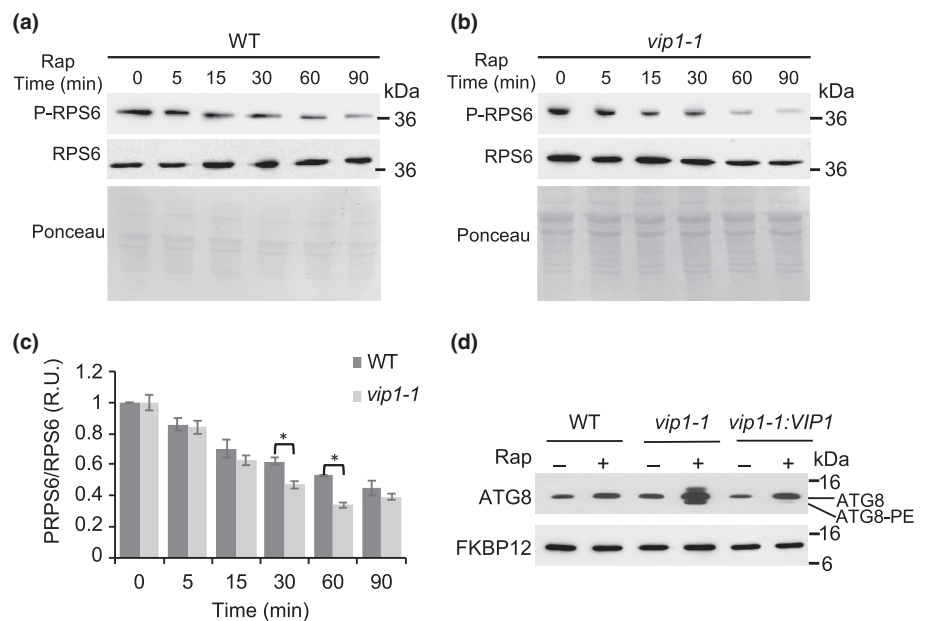 (a)
WT
Rap
Time (min) 0 5 15 30 60 90 kDa
P-RPS6
36
RPS6
36
Ponceau
(b)
vip1-1
Rap
Time (min) 0 5 15 30 60 90 kDa
P-RPS6
36
RPS6
36
Ponceau
(c)
PRPS6/RPS6 (R.U.)
WT
vip1-1
1.2
1
0.8
0.6
0.4
0.2
0
* *
0 5 15 30 60 90
Time (min)
(d)
WT vip1-1 vip1-1:VIP1
Rap – + – + – + kDa
16
ATG8
ATG8
ATG8-PE
16
FKBP12
6